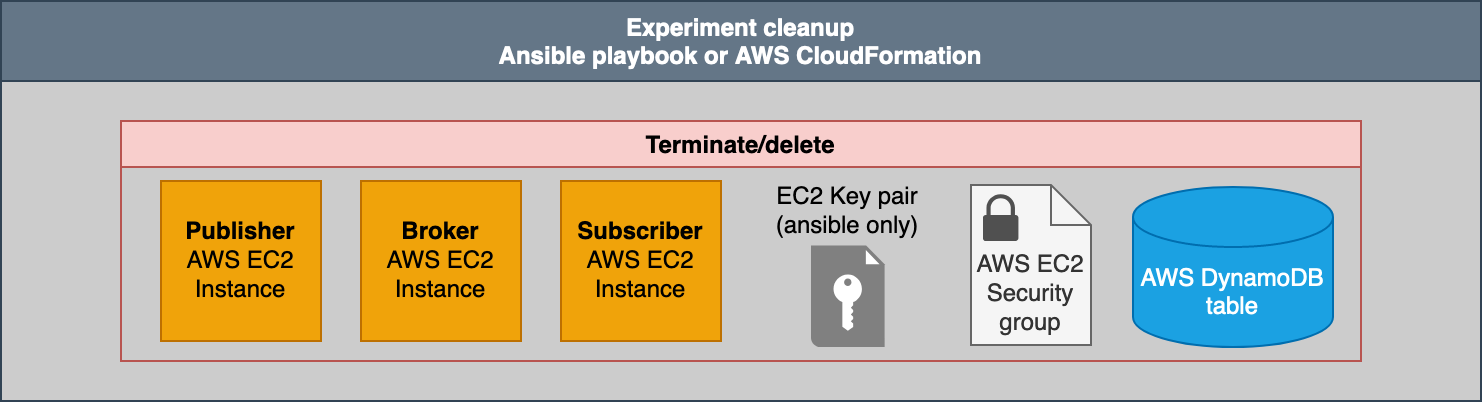 Experiment cleanup
Ansible playbook or AWS CloudFormation
Terminate/delete
Publisher
AWS EC2
Instance
Broker
AWS EC2
Instance
Subscriber
AWS EC2
Instance
EC2 Key pair
(ansible only)
AWS EC2
Security
group
AWS DynamoDB
table